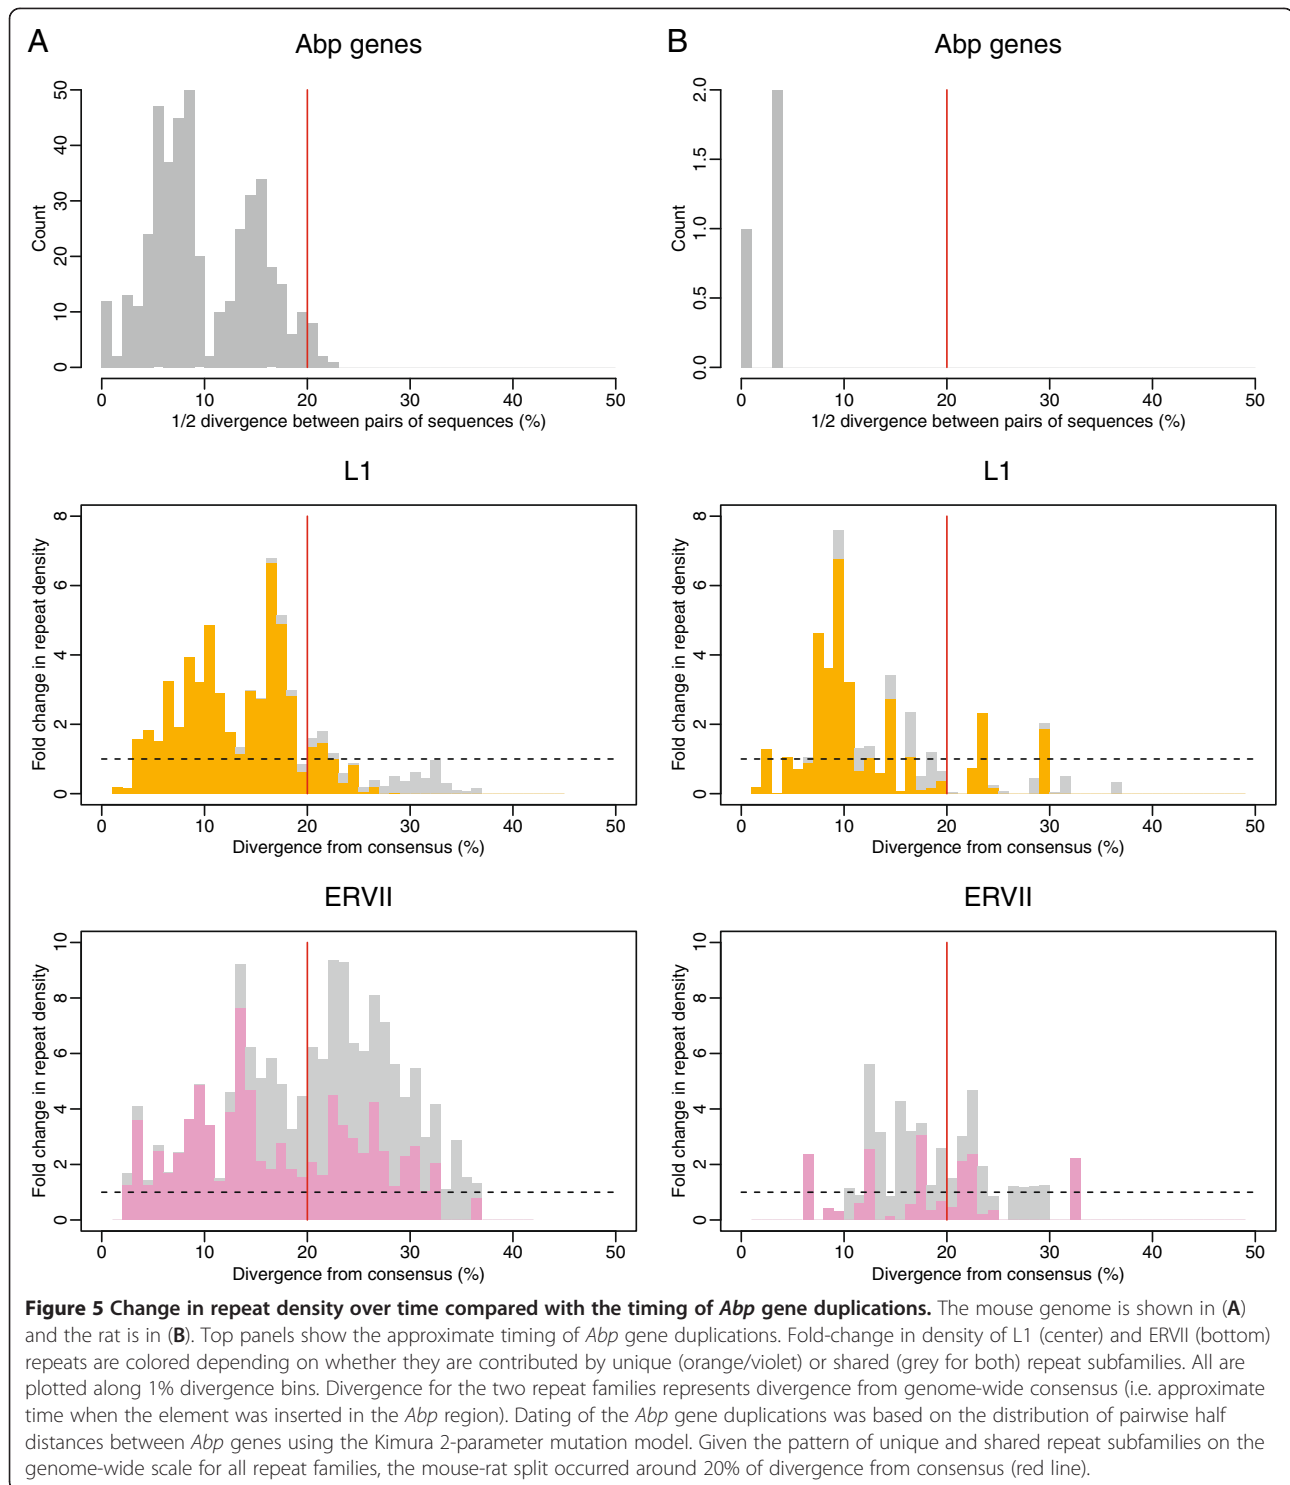 A
Abp genes
Count
0 10 20 30 40 50
0 10 20 30 40 50
1/2 divergence between pairs of sequences (%)
B
Abp genes
Count
0.0 0.5 1.0 1.5 2.0
0 10 20 30 40 50
1/2 divergence between pairs of sequences (%)
L1
Fold change in repeat density
0 2 4 6 8
0 10 20 30 40 50
Divergence from consensus (%)
L1
Fold change in repeat density
0 2 4 6 8
0 10 20 30 40 50
Divergence from consensus (%)
ERVII
Fold change in repeat density
0 2 4 6 8 10
0 10 20 30 40 50
Divergence from consensus (%)
ERVII
Fold change in repeat density
0 2 4 6 8 10
0 10 20 30 40 50
Divergence from consensus (%)
Figure 5 Change in repeat density over time compared with the timing of Abp gene duplications. The mouse genome is shown in (A)
and the rat is in (B). Top panels show the approximate timing of Abp gene duplications. Fold-change in density of L1 (center) and ERVII (bottom)
repeats are colored depending on whether they are contributed by unique (orange/violet) or shared (grey for both) repeat subfamilies. All are
plotted along 1% divergence bins. Divergence for the two repeat families represents divergence from genome-wide consensus (i.e. approximate
time when the element was inserted in the Abp region). Dating of the Abp gene duplications was based on the distribution of pairwise half
distances between Abp genes using the Kimura 2-parameter mutation model. Given the pattern of unique and shared repeat subfamilies on the
genome-wide scale for all repeat families, the mouse-rat split occurred around 20% of divergence from consensus (red line).